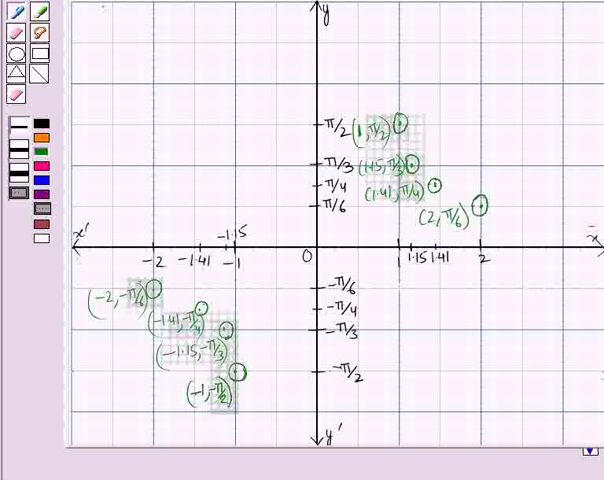 y
π/2 (1, π/2)
π/3 (1.15, π/3)
π/4 (1.41, π/4)
π/6 (2, π/6)
x' -1.15 x
-2 -1.41 -1 0 1 1.15 1.41 2
(-2, -π/6) -π/6
(-1.41, -π/4) -π/4
(-1.15, -π/3) -π/3
(-1, -π/2) -π/2
y'